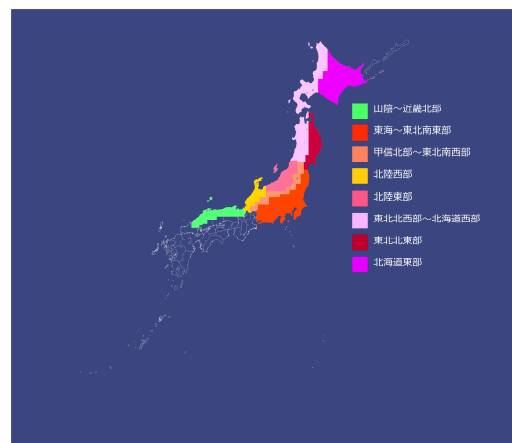 山陰～近畿北部
東海～東北南東部
甲信北部～東北南西部
北陸西部
北陸東部
東北北西部～北海道西部
東北北東部
北海道東部